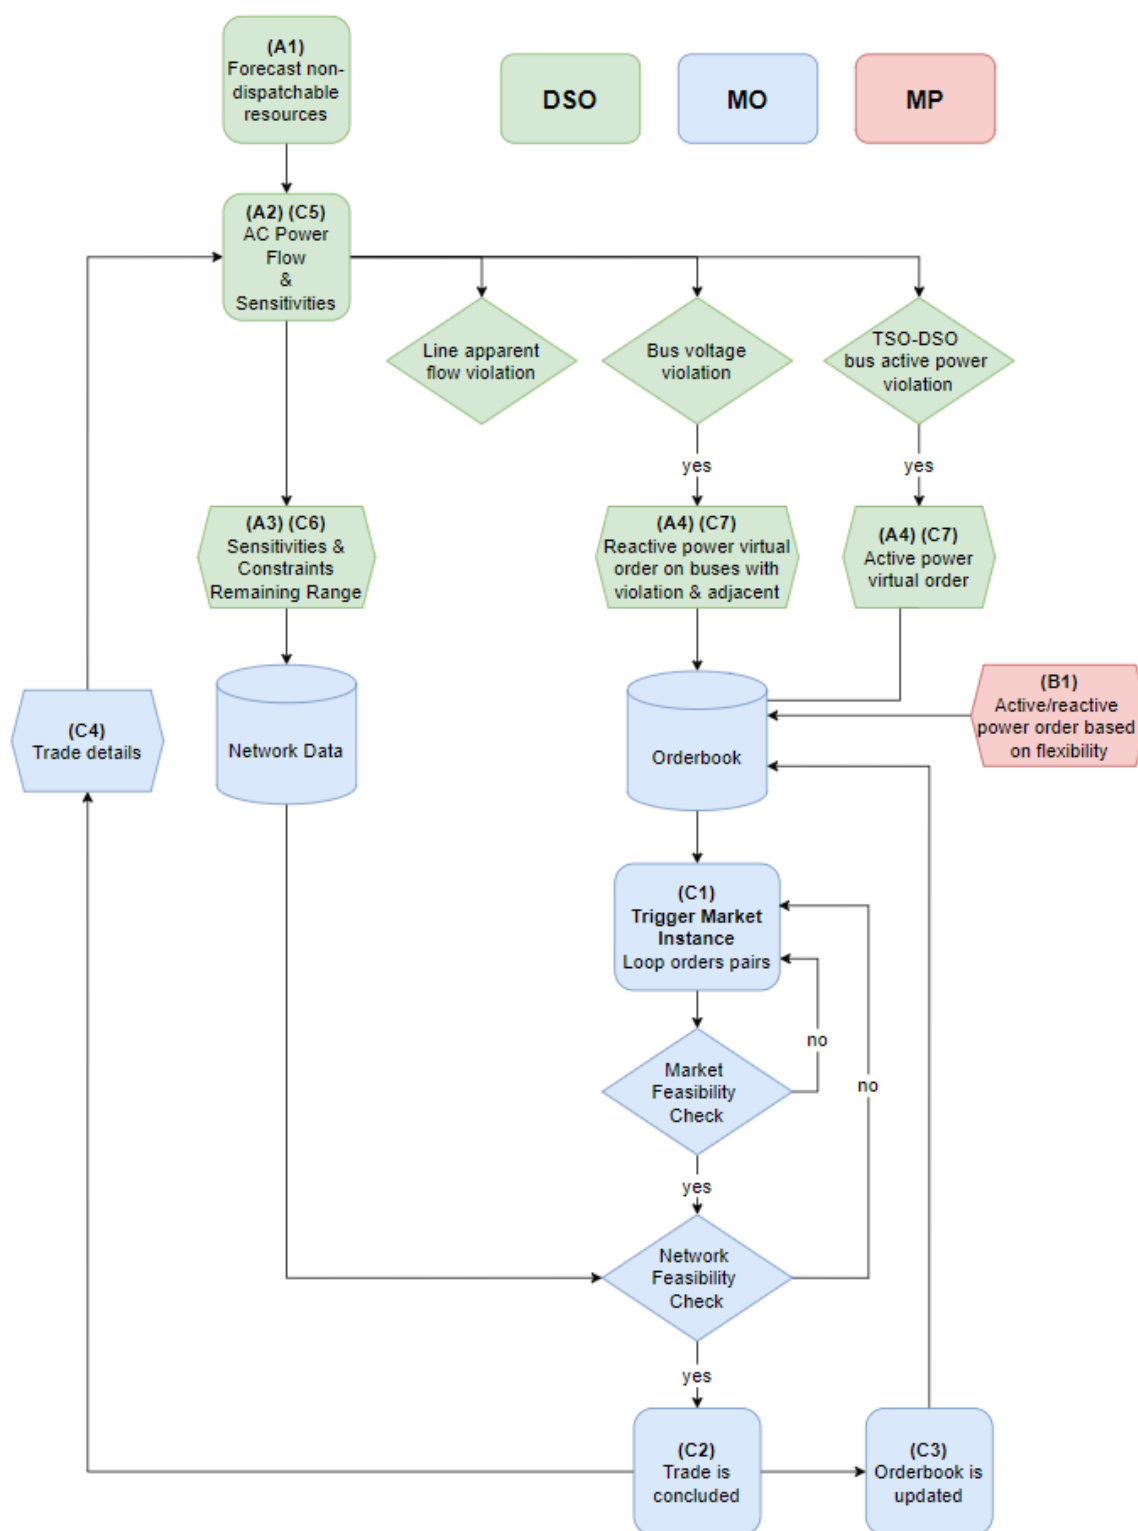 (A1)
Forecast non-
dispatchable
resources
DSO
MO
MP
(A2) (C5)
AC Power
Flow
&
Sensitivities
Line apparent
flow violation
Bus voltage
violation
TSO-DSO
bus active power
violation
yes
yes
(A3) (C6)
Sensitivities &
Constraints
Remaining Range
(A4) (C7)
Reactive power virtual
order on buses with
violation & adjacent
(A4) (C7)
Active power
virtual order
(C4)
Trade details
Network Data
Orderbook
(B1)
Active/reactive
power order based
on flexibility
(C1)
Trigger Market
Instance
Loop orders pairs
no
Market
Feasibility
Check
no
yes
Network
Feasibility
Check
yes
(C2)
Trade is
concluded
(C3)
Orderbook is
updated